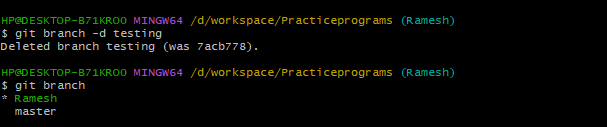 HP@DESKTOP-B71KROO MINGW64 /d/workspace/Practiceprograms (Ramesh)
$ git branch -d testing
Deleted branch testing (was 7acb778).
HP@DESKTOP-B71KROO MINGW64 /d/workspace/Practiceprograms (Ramesh)
$ git branch
* Ramesh
  master